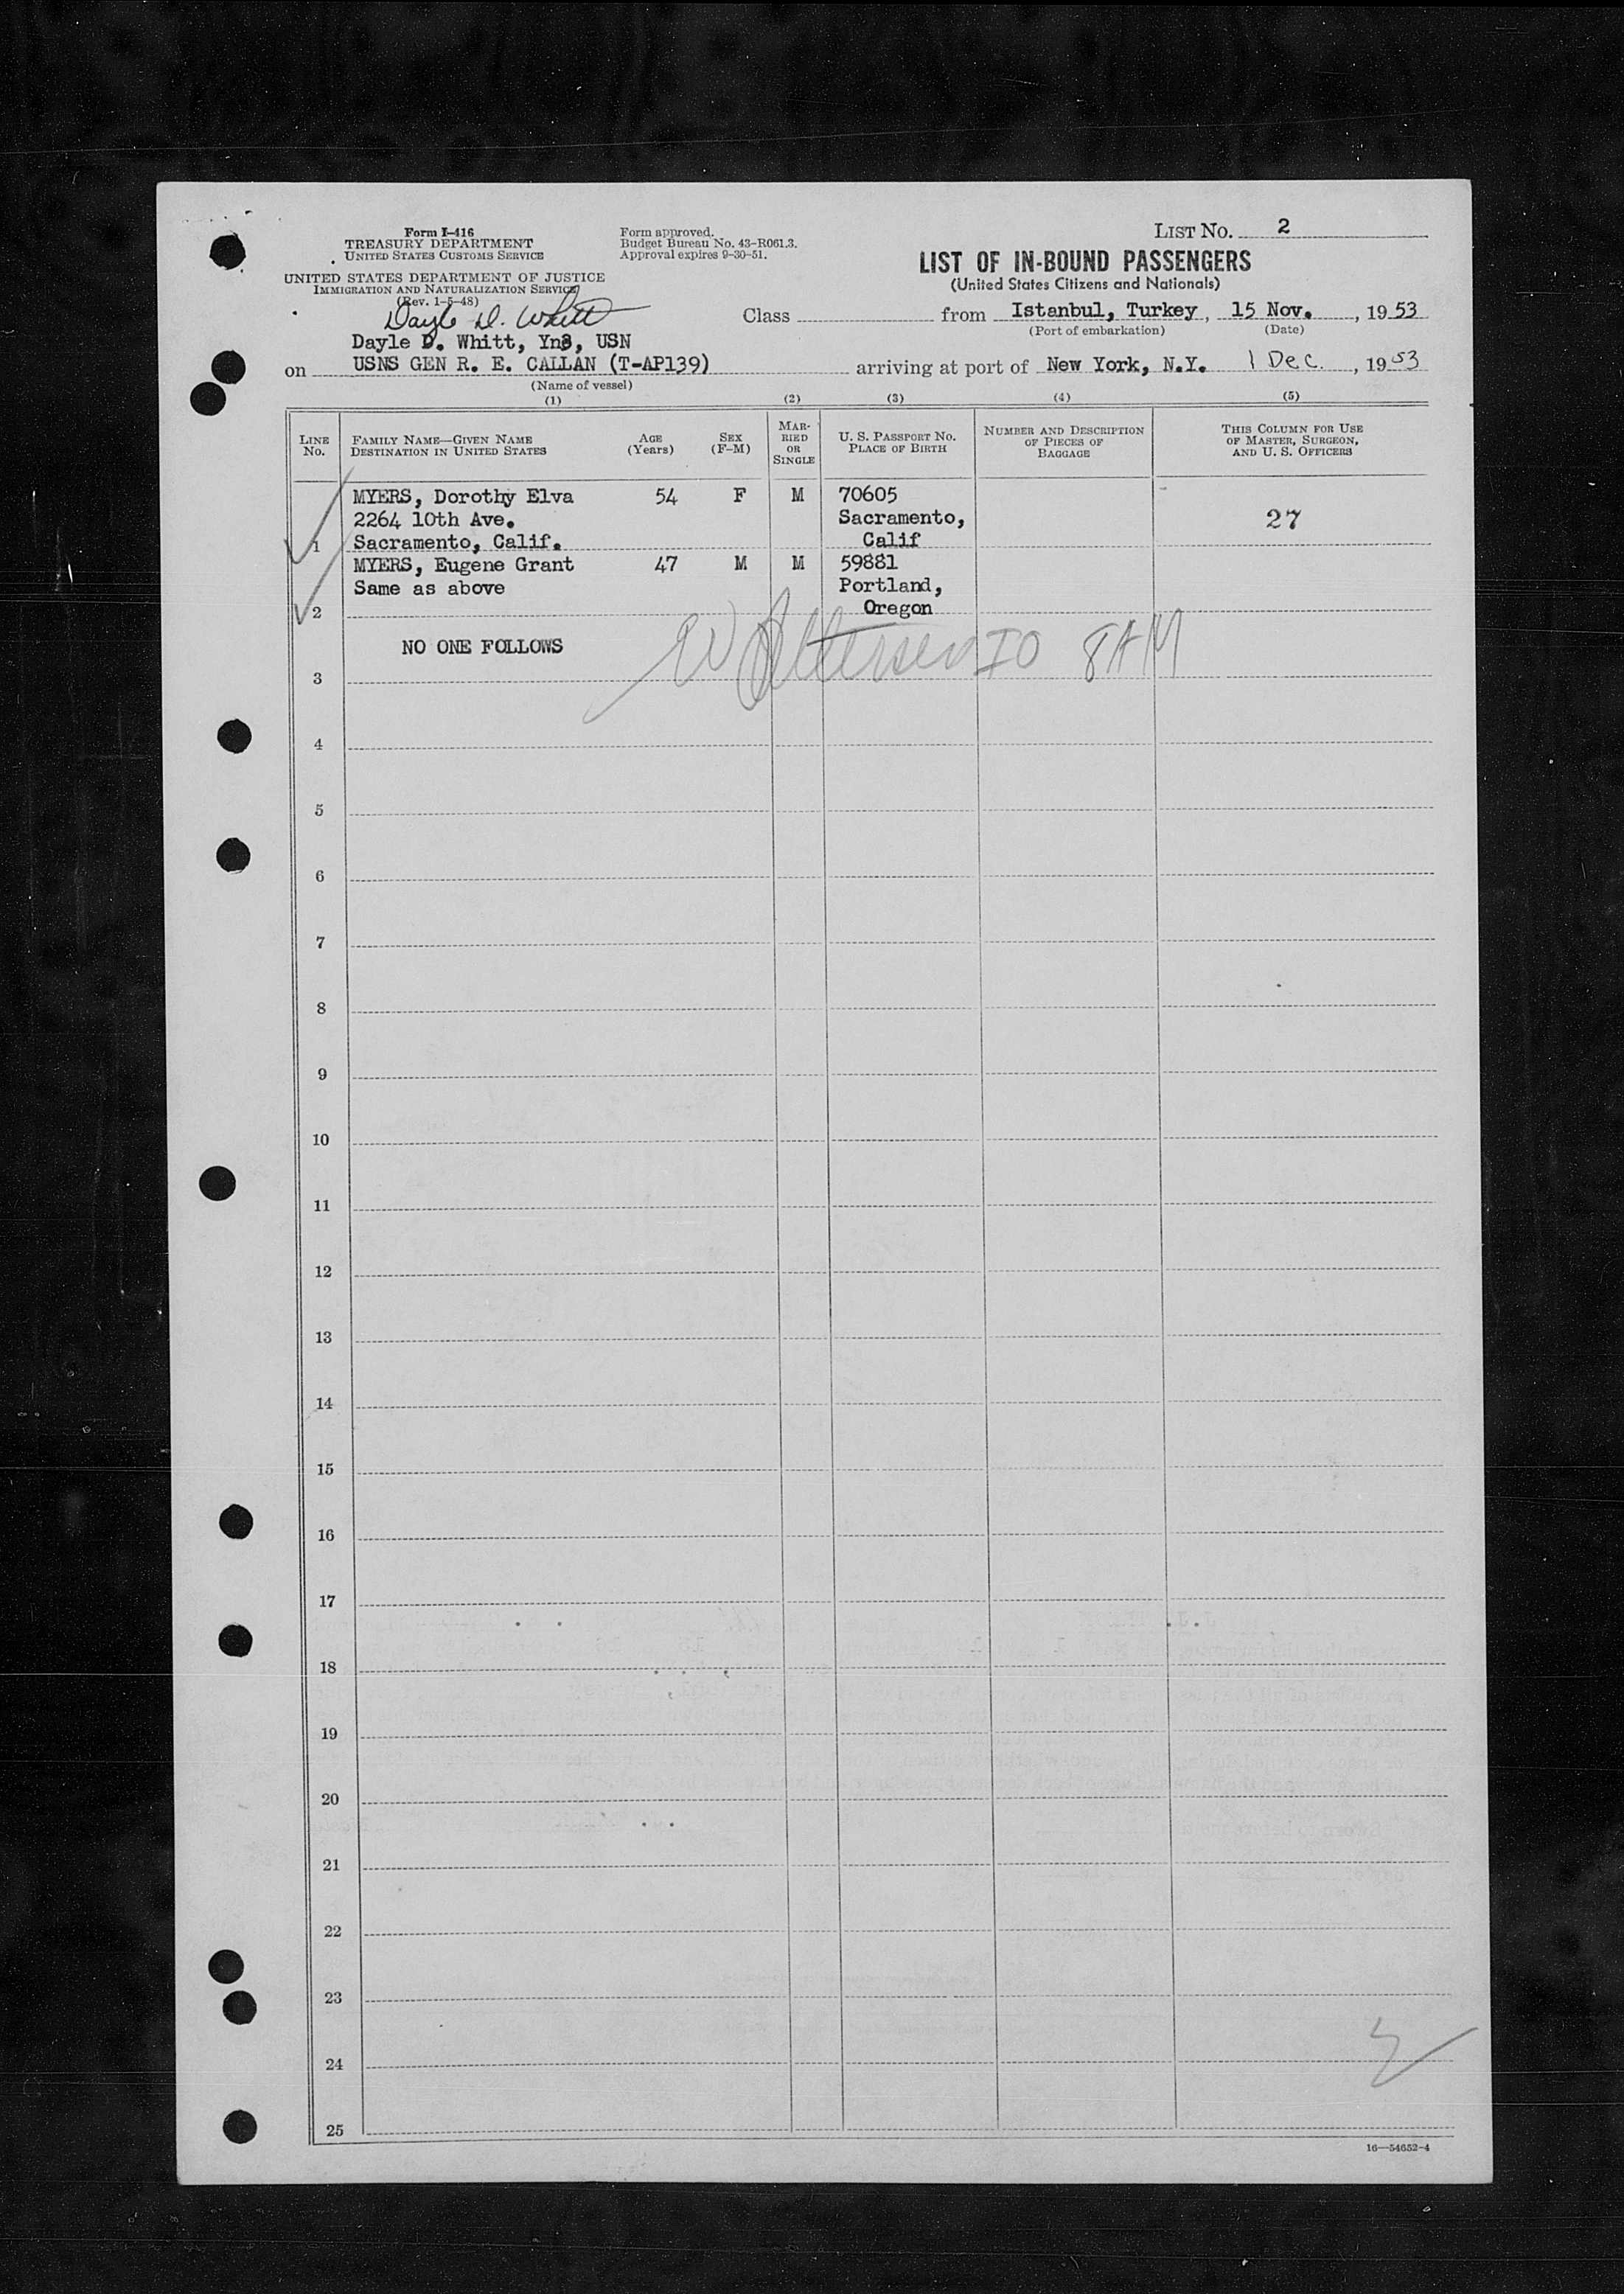 LIST NO. 2
Form I-416
TREASURY DEPARTMENT
UNITED STATES CUSTOMS SERVICE
Form approved.
Budget Bureau No. 43-R061.3.
Approval expires 9-30-51.
UNITED STATES DEPARTMENT OF JUSTICE
IMMIGRATION AND NATURALIZATION SERVICE
(Rev. 1-5-48)
LIST OF IN-BOUND PASSENGERS
(United States Citizens and Nationals)
Dayle D. Whitt
Dayle D. Whitt, Yn3, USN
Class from Istanbul, Turkey, 15 Nov., 1953
(Port of embarkation) (Date)
on USNS GEN R. E. CALLAN (T-AP139) arriving at port of New York, N.Y. 1 Dec., 1953
(Name of vessel)
(1) (2) (3) (4) (5)
LINE No. FAMILY NAME—GIVEN NAME DESTINATION IN UNITED STATES AGE (Years) SEX (F-M) MARRIED OR SINGLE U. S. PASSPORT NO. PLACE OF BIRTH NUMBER AND DESCRIPTION OF PIECES OF BAGGAGE THIS COLUMN FOR USE OF MASTER, SURGEON, AND U. S. OFFICERS
MYERS, Dorothy Elva 54 F M 70605
2264 10th Ave. Sacramento, 27
1 Sacramento, Calif. Calif
MYERS, Eugene Grant 47 M M 59881
Same as above Portland,
2 Oregon
NO ONE FOLLOWS
IO 8AM
3
4
5
6
7
8
9
10
11
12
13
14
15
16
17
18
19
20
21
22
23
24
25
16—54652-4